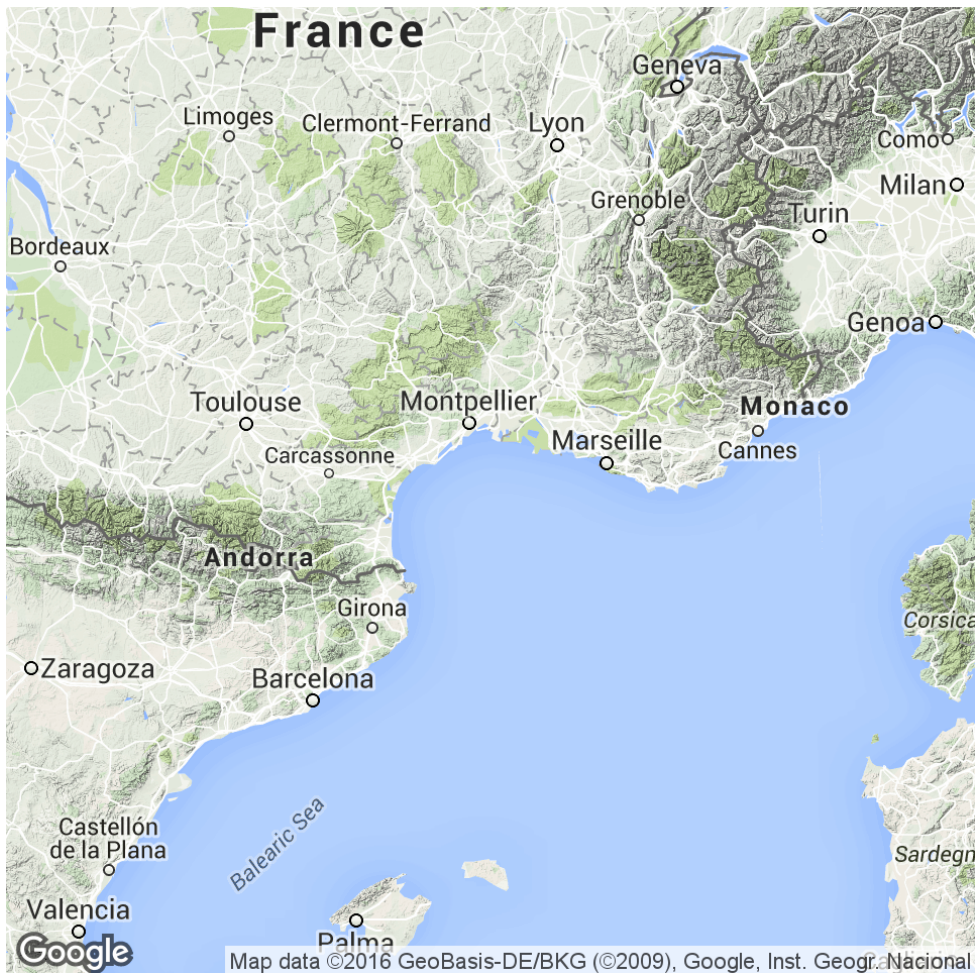 France
Geneva
Limoges
Clermont-Ferrand
Lyon
Como
Milan
Grenoble
Turin
Bordeaux
Genoa
Toulouse
Montpellier
Monaco
Marseille
Cannes
Carcassonne
Andorra
Girona
Corsica
Zaragoza
Barcelona
Balearic Sea
Castellón
de la Plana
Sardegn
Valencia
Palma
Google
Map data ©2016 GeoBasis-DE/BKG (©2009), Google, Inst. Geogr. Nacional